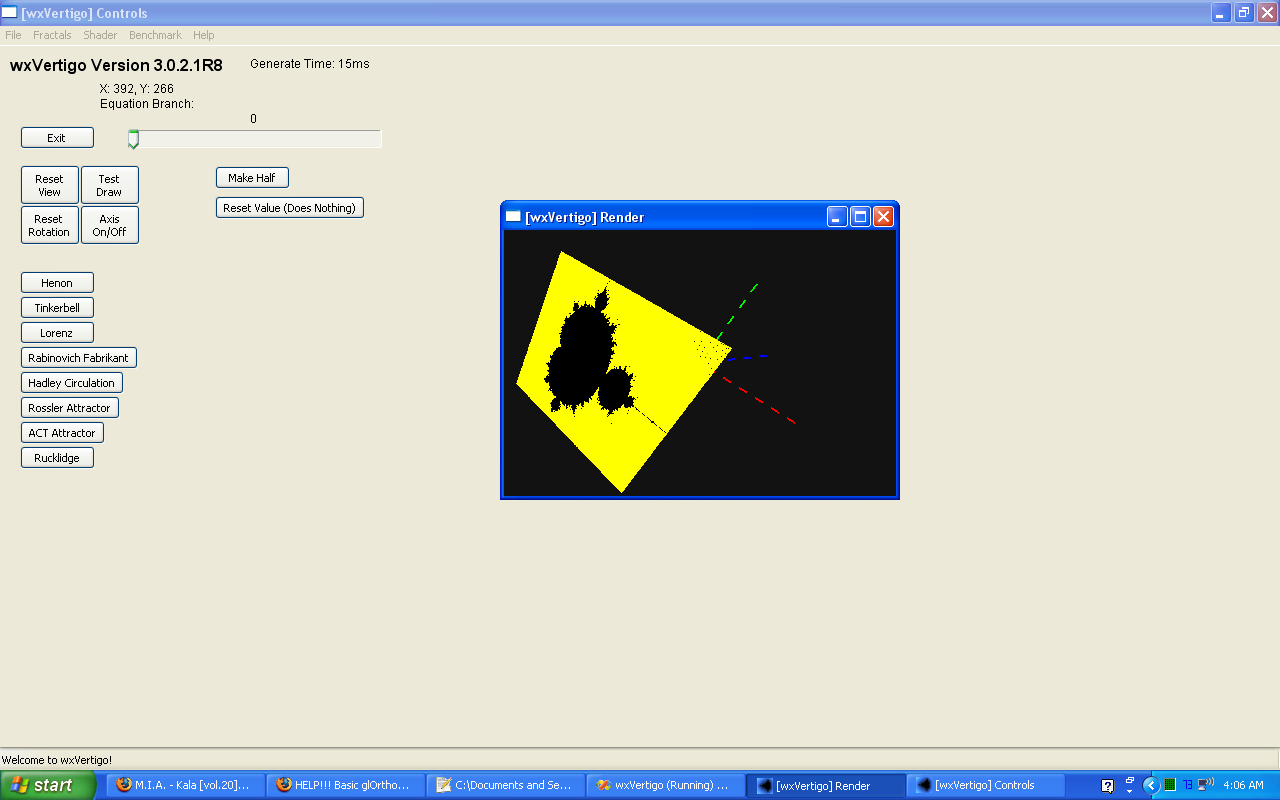 [wxVertigo] Controls
File Fractals Shader Benchmark Help
wxVertigo Version 3.0.2.1R8
Generate Time: 15ms
X: 392, Y: 266
Equation Branch:
0
Exit
Reset View
Test Draw
Make Half
Reset Value (Does Nothing)
Reset Rotation
Axis On/Off
[wxVertigo] Render
Henon
Tinkerbell
Lorenz
Rabinovich Fabrikant
Hadley Circulation
Rossler Attractor
ACT Attractor
Rucklidge
Welcome to wxVertigo!
start
M.I.A. - Kala [vol.20]...
HELP!!! Basic glOrtho...
C:\Documents and Se...
wxVertigo (Running) ...
[wxVertigo] Render
[wxVertigo] Controls
4:06 AM